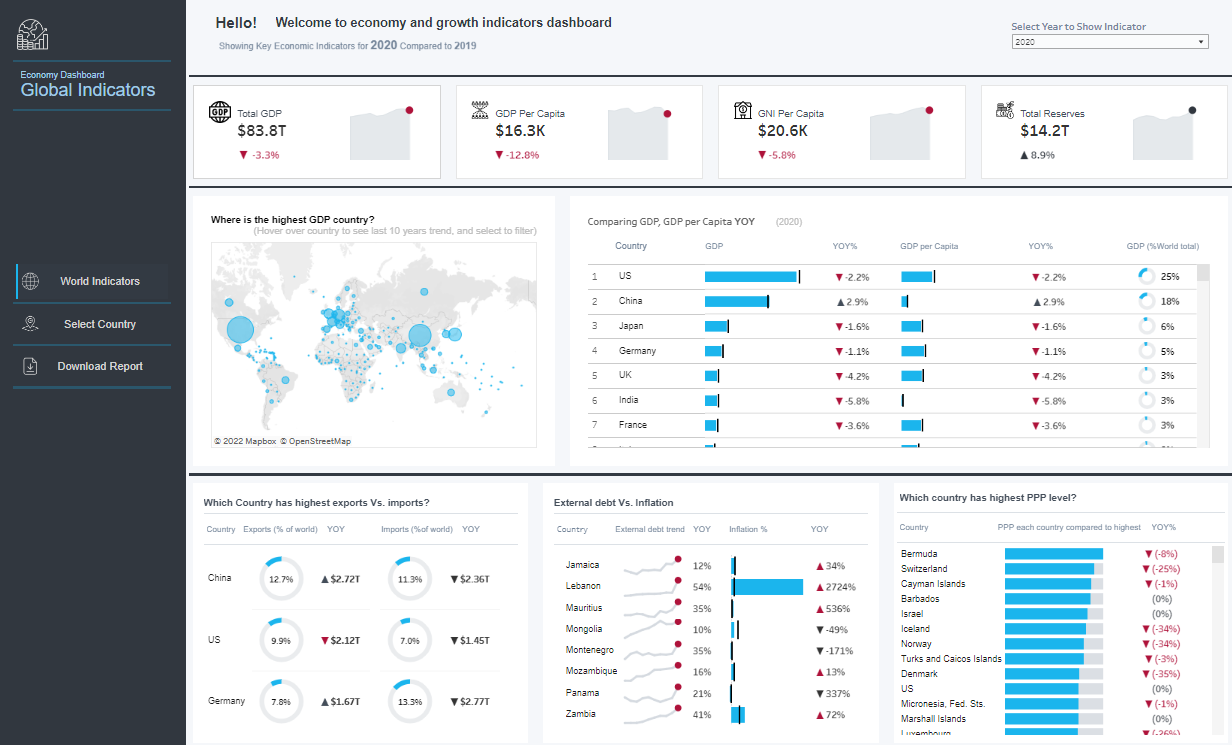 Hello! Welcome to economy and growth indicators dashboard
Showing Key Economic Indicators for 2020 Compared to 2019
Select Year to Show Indicator
2020
Economy Dashboard
Global Indicators
World Indicators
Select Country
Download Report
GDP
Total GDP
$83.8T
▼ -3.3%
GDP Per Capita
$16.3K
▼ -12.8%
GNI Per Capita
$20.6K
▼ -5.8%
Total Reserves
$14.2T
▲ 8.9%
Where is the highest GDP country?
(Hover over country to see last 10 years trend, and select to filter)
© 2022 Mapbox © OpenStreetMap
Comparing GDP, GDP per Capita YOY (2020)
Country GDP YOY% GDP per Capita YOY% GDP (%World total)
1 US ▼ -2.2% ▼ -2.2% 25%
2 China ▲ 2.9% ▲ 2.9% 18%
3 Japan ▼ -1.6% ▼ -1.6% 6%
4 Germany ▼ -1.1% ▼ -1.1% 5%
5 UK ▼ -4.2% ▼ -4.2% 3%
6 India ▼ -5.8% ▼ -5.8% 3%
7 France ▼ -3.6% ▼ -3.6% 3%
Which Country has highest exports Vs. imports?
Country Exports (% of world) YOY Imports (%of world) YOY
China 12.7% ▲ $2.72T 11.3% ▼ $2.36T
US 9.9% ▼ $2.12T 7.0% ▼ $1.45T
Germany 7.8% ▲ $1.67T 13.3% ▼ $2.77T
External debt Vs. Inflation
Country External debt trend YOY Inflation % YOY
Jamaica 12% ▲ 34%
Lebanon 54% ▲ 2724%
Mauritius 35% ▲ 536%
Mongolia 10% ▼ -49%
Montenegro 35% ▼ -171%
Mozambique 16% ▲ 13%
Panama 21% ▼ 337%
Zambia 41% ▲ 72%
Which country has highest PPP level?
Country PPP each country compared to highest YOY%
Bermuda ▼ (-8%)
Switzerland ▼ (-25%)
Cayman Islands ▼ (-1%)
Barbados (0%)
Israel (0%)
Iceland ▼ (-34%)
Norway ▼ (-34%)
Turks and Caicos Islands ▼ (-3%)
Denmark ▼ (-35%)
US (0%)
Micronesia, Fed. Sts. ▼ (-1%)
Marshall Islands (0%)
Luxembourg ▼ (-26%)